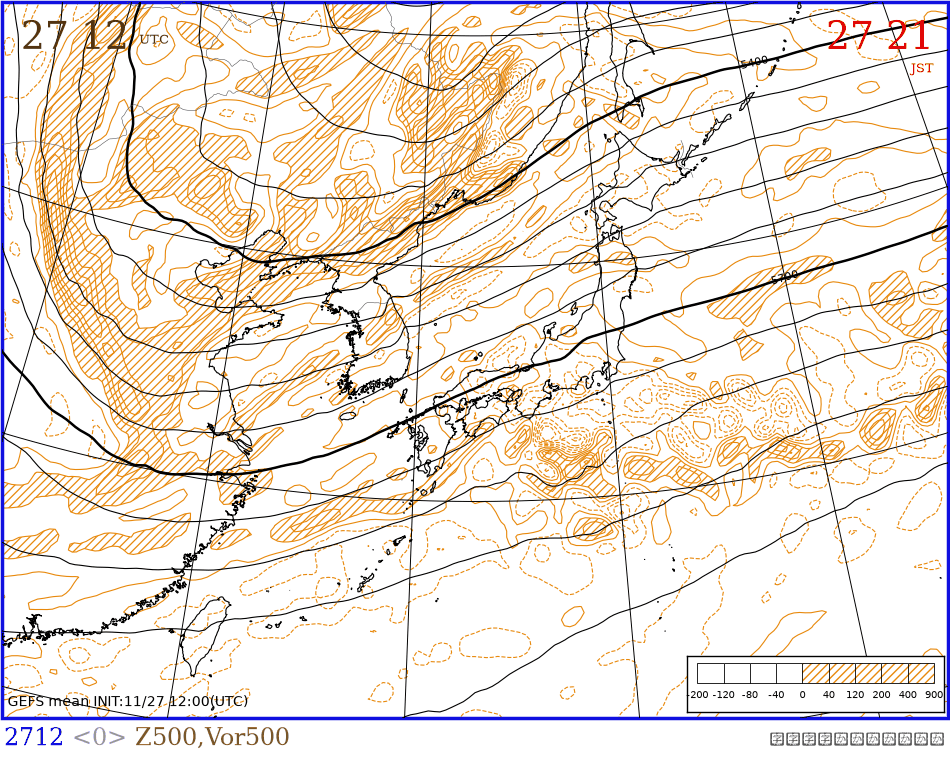 27 12 UTC
27 21
JST
5400
5700
-200 -120 -80 -40 0 40 120 200 400 900
GEFS mean INIT:11/27 12:00(UTC)
2712 <0> Z500,Vor500